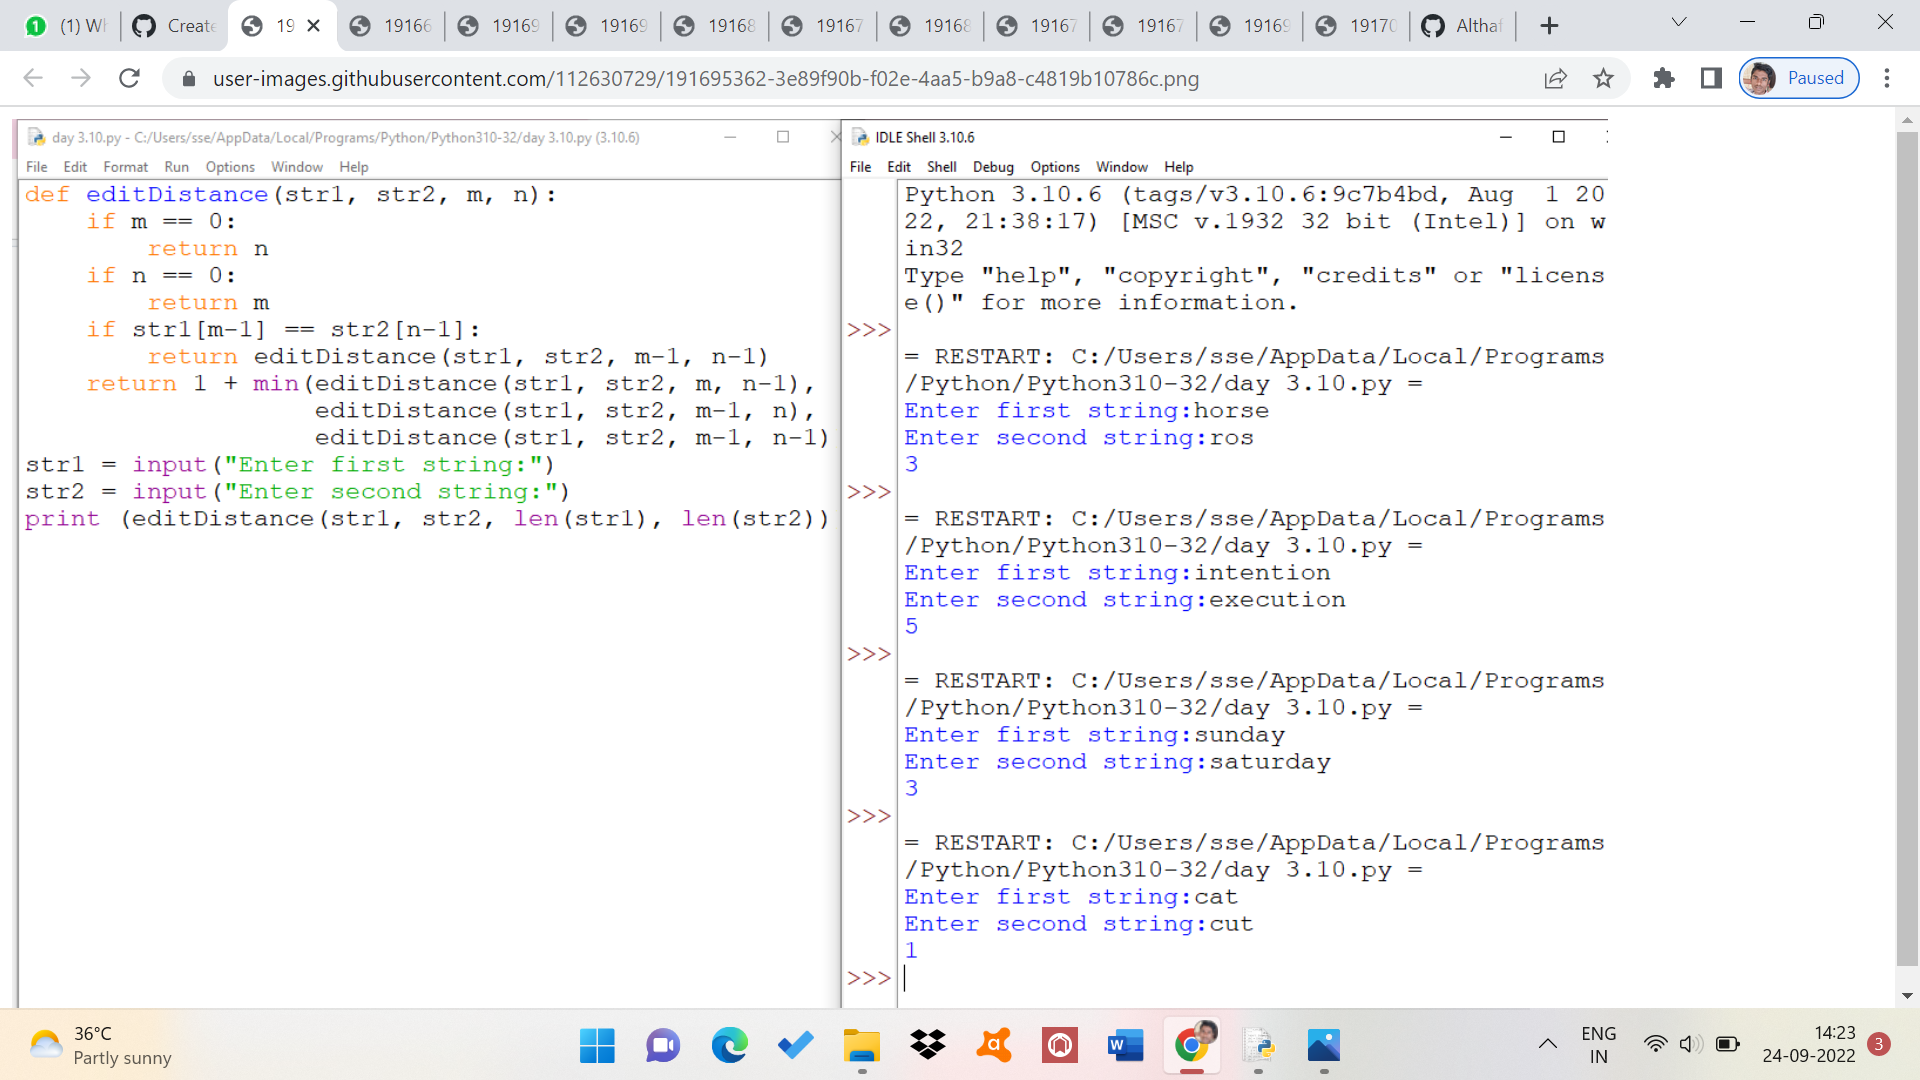 (1) Wh
Create
19
19166
19169
19169
19168
19167
19168
19167
19167
19169
19170
Althaf
user-images.githubusercontent.com/112630729/191695362-3e89f90b-f02e-4aa5-b9a8-c4819b10786c.png
Paused
day 3.10.py - C:/Users/sse/AppData/Local/Programs/Python/Python310-32/day 3.10.py (3.10.6)
File Edit Format Run Options Window Help
def editDistance(str1, str2, m, n):
    if m == 0:
        return n
    if n == 0:
        return m
    if str1[m-1] == str2[n-1]:
        return editDistance(str1, str2, m-1, n-1)
    return 1 + min(editDistance(str1, str2, m, n-1),
                   editDistance(str1, str2, m-1, n),
                   editDistance(str1, str2, m-1, n-1)
str1 = input("Enter first string:")
str2 = input("Enter second string:")
print (editDistance(str1, str2, len(str1), len(str2))
IDLE Shell 3.10.6
File Edit Shell Debug Options Window Help
Python 3.10.6 (tags/v3.10.6:9c7b4bd, Aug  1 20
22, 21:38:17) [MSC v.1932 32 bit (Intel)] on w
in32
Type "help", "copyright", "credits" or "licens
e()" for more information.
>>>
= RESTART: C:/Users/sse/AppData/Local/Programs
/Python/Python310-32/day 3.10.py =
Enter first string:horse
Enter second string:ros
3
>>>
= RESTART: C:/Users/sse/AppData/Local/Programs
/Python/Python310-32/day 3.10.py =
Enter first string:intention
Enter second string:execution
5
>>>
= RESTART: C:/Users/sse/AppData/Local/Programs
/Python/Python310-32/day 3.10.py =
Enter first string:sunday
Enter second string:saturday
3
>>>
= RESTART: C:/Users/sse/AppData/Local/Programs
/Python/Python310-32/day 3.10.py =
Enter first string:cat
Enter second string:cut
1
>>>
36°C
Partly sunny
ENG
IN
14:23
24-09-2022
3